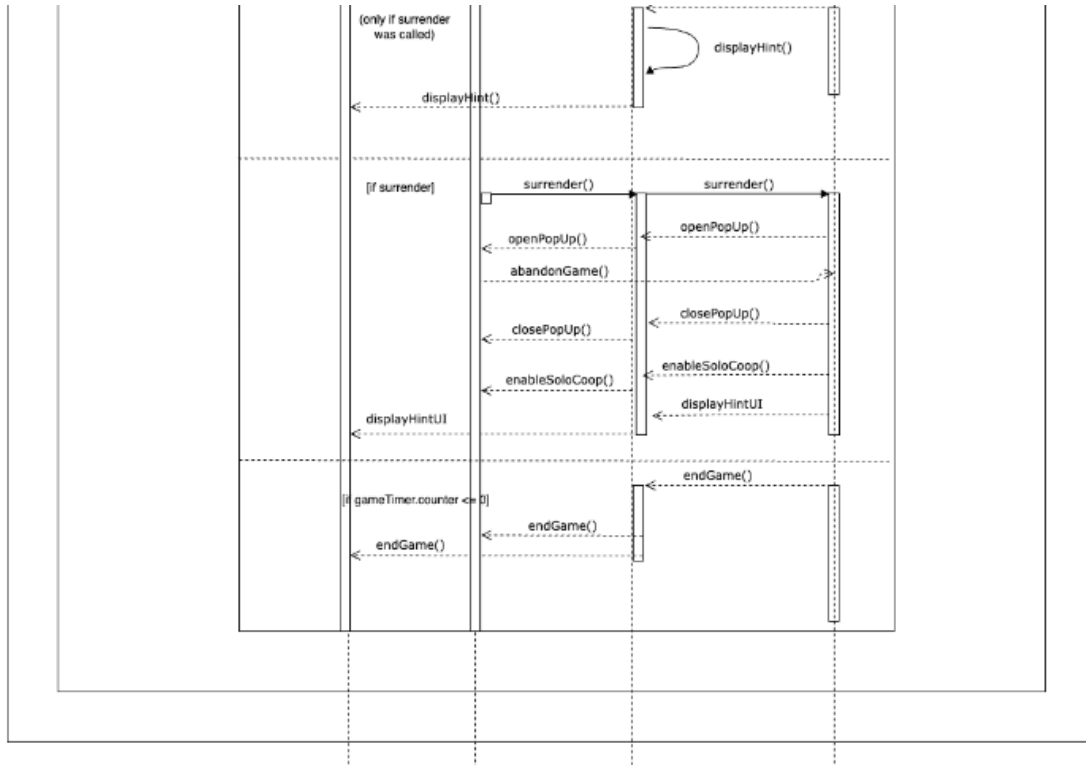 (only if surrender
was called)
displayHint()
displayHint()
[if surrender]
surrender()
surrender()
openPopUp()
openPopUp()
abandonGame()
closePopUp()
closePopUp()
enableSoloCoop()
enableSoloCoop()
displayHintUI
displayHintUI
endGame()
[if gameTimer.counter <= 0]
endGame()
endGame()